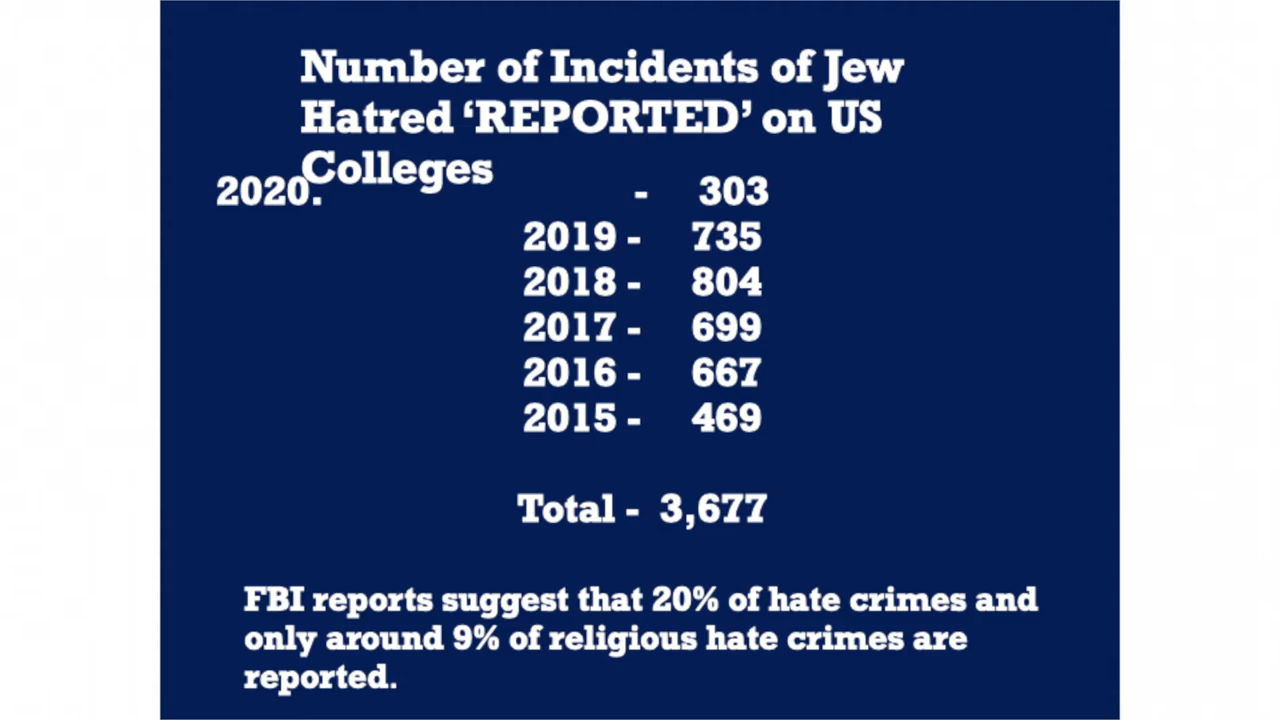 Number of Incidents of Jew
Hatred ‘REPORTED’ on US
Colleges
2020. - 303
2019 - 735
2018 - 804
2017 - 699
2016 - 667
2015 - 469
Total - 3,677
FBI reports suggest that 20% of hate crimes and
only around 9% of religious hate crimes are
reported.